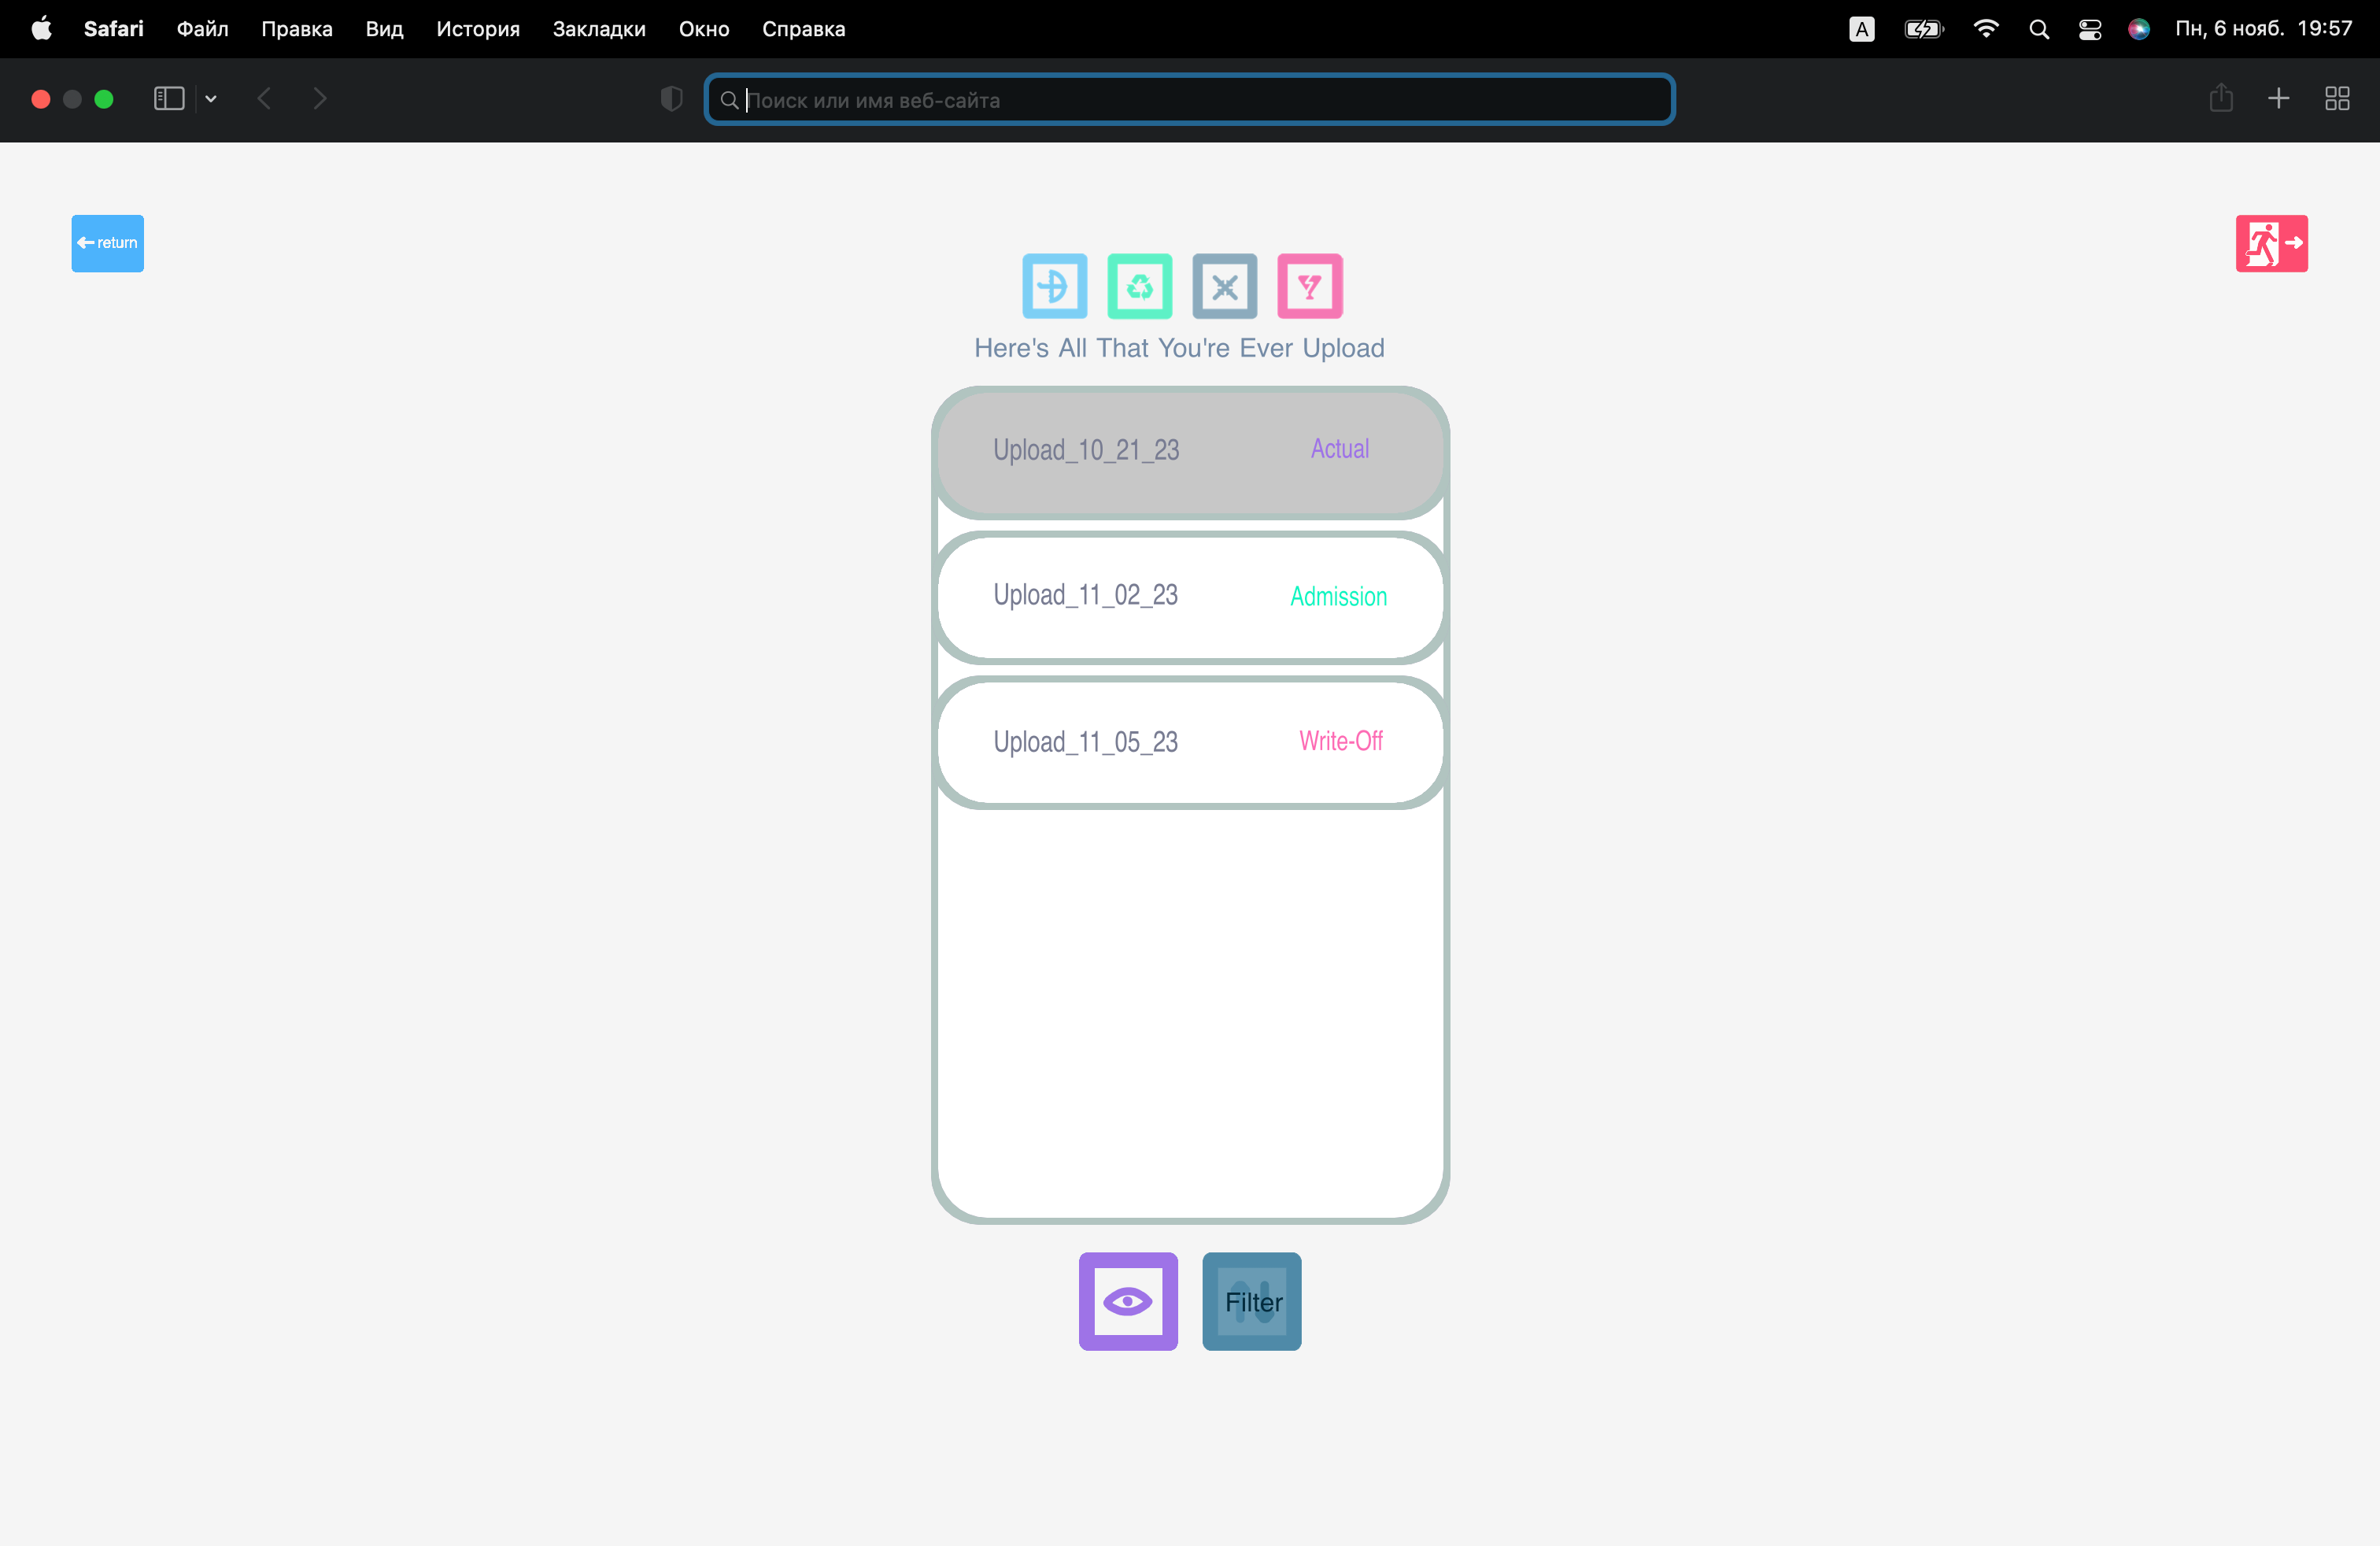 Safari Файл Правка Вид История Закладки Окно Справка A Пн, 6 нояб. 19:57
Поиск или имя веб-сайта
return
Here's All That You're Ever Upload
Upload_10_21_23 Actual
Upload_11_02_23 Admission
Upload_11_05_23 Write-Off
Filter